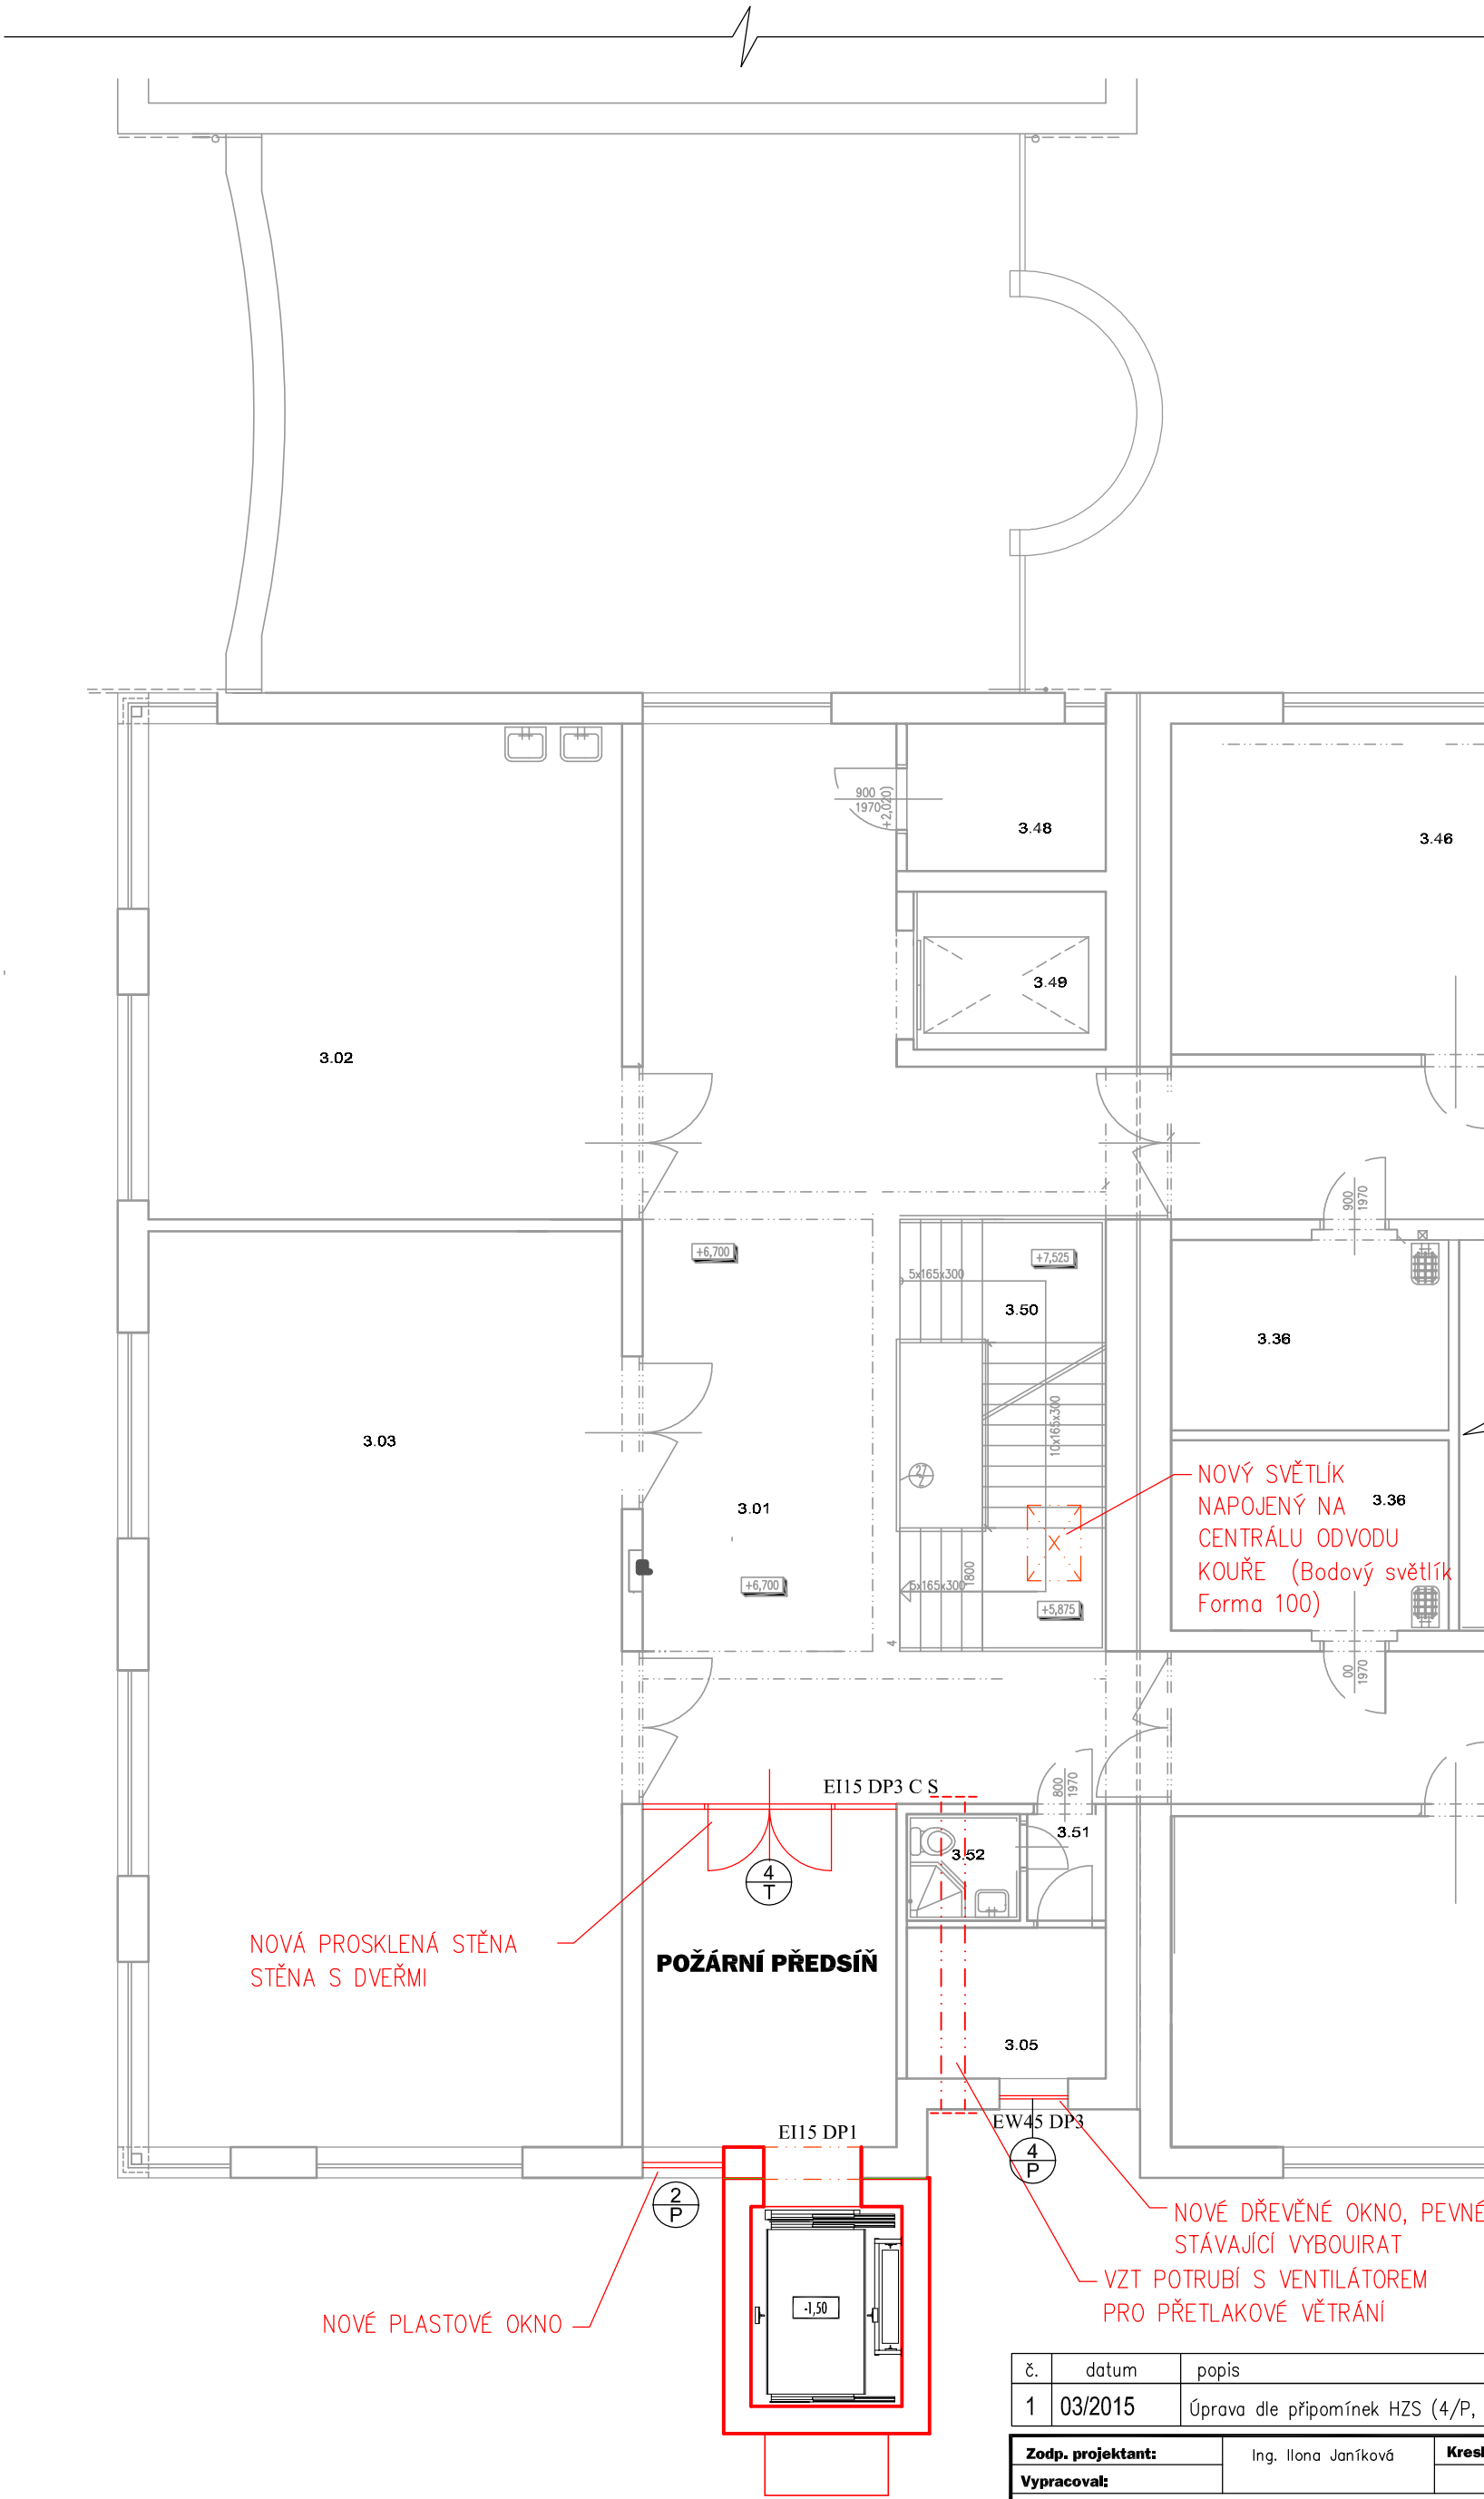 900
1970
+2,020)
3.48
3.46
3.49
3.02
900
1970
+6,700
+7,525
5x165x300
3.50
3.36
3.03
10x165x300
27
NOVÝ SVĚTLÍK
NAPOJENÝ NA
CENTRÁLU ODVODU
KOUŘE (Bodový světlík
Forma 100)
3.36
3.01
+6,700
5x165x300
1800
+5,875
4
00
1970
EI15 DP3 C S
800
1970
3.51
3.52
4
T
NOVÁ PROSKLENÁ STĚNA
STĚNA S DVEŘMI
POŽÁRNÍ PŘEDSÍŇ
3.05
EI15 DP1
EW45 DP3
4
P
2
P
NOVÉ DŘEVĚNÉ OKNO, PEVNÉ
STÁVAJÍCÍ VYBOUIRAT
VZT POTRUBÍ S VENTILÁTOREM
PRO PŘETLAKOVÉ VĚTRÁNÍ
-1,50
NOVÉ PLASTOVÉ OKNO
č. datum popis
1 03/2015 Úprava dle připomínek HZS (4/P,
Zodp. projektant: Ing. Ilona Janíková Kresl
Vypracoval: